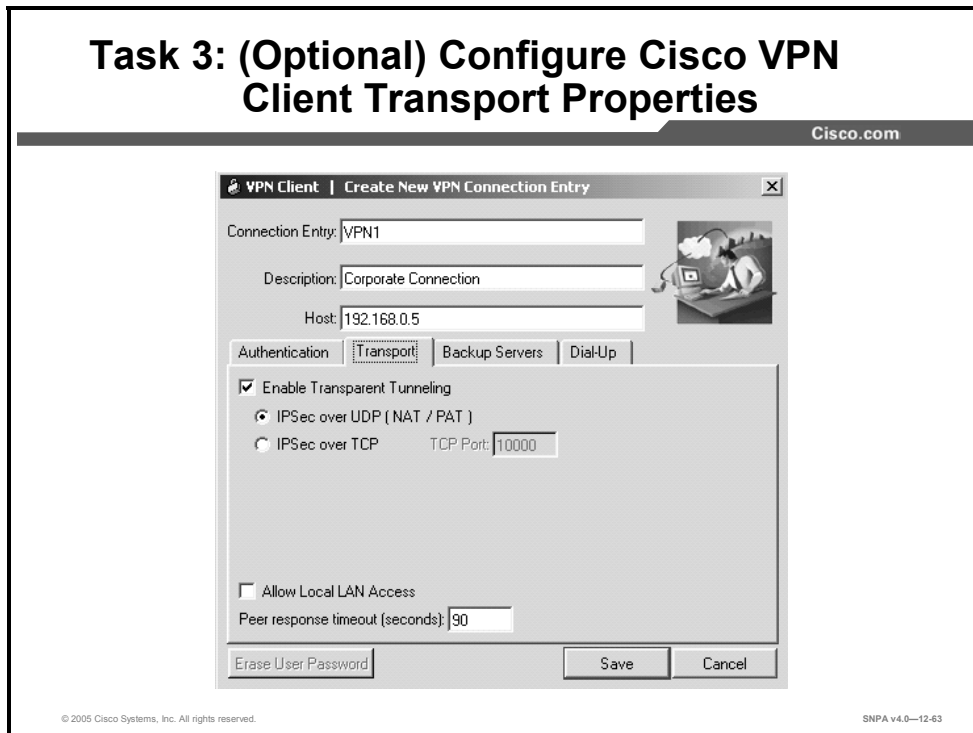 Task 3: (Optional) Configure Cisco VPN
Client Transport Properties
Cisco.com
VPN Client | Create New VPN Connection Entry
Connection Entry: VPN1
Description: Corporate Connection
Host: 192.168.0.5
Authentication Transport Backup Servers Dial-Up
Enable Transparent Tunneling
IPSec over UDP ( NAT / PAT )
IPSec over TCP TCP Port: 10000
Allow Local LAN Access
Peer response timeout (seconds): 90
Erase User Password Save Cancel
© 2005 Cisco Systems, Inc. All rights reserved. SNPA v4.0—12-63